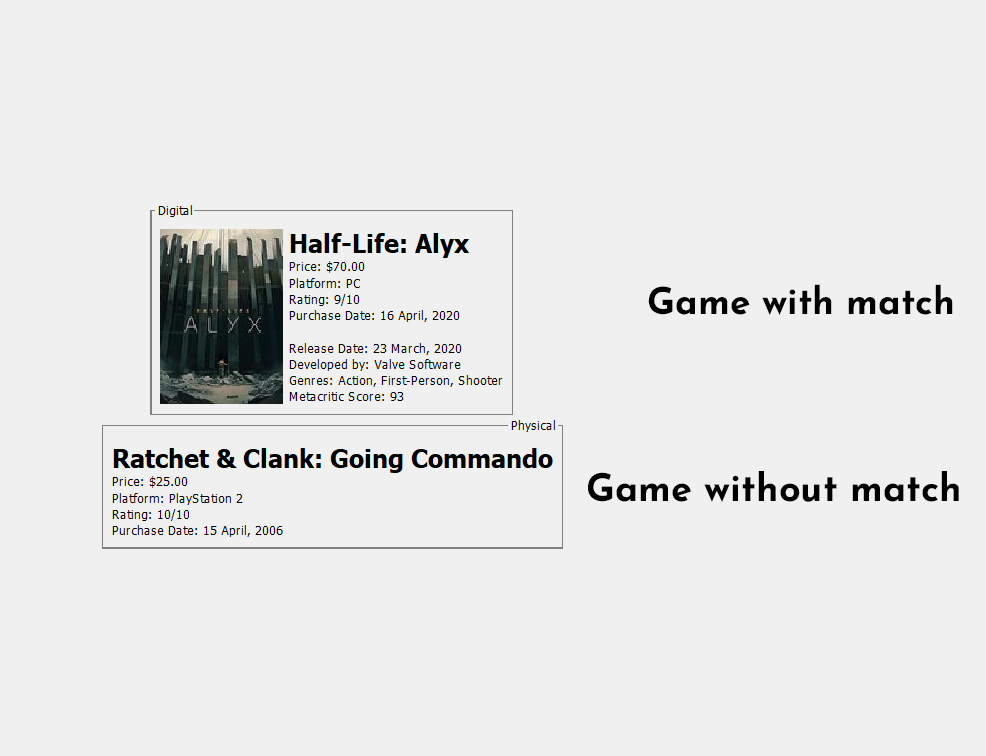 Digital
HALF-LIFE
ALYX
Half-Life: Alyx
Price: $70.00
Platform: PC
Rating: 9/10
Purchase Date: 16 April, 2020
Release Date: 23 March, 2020
Developed by: Valve Software
Genres: Action, First-Person, Shooter
Metacritic Score: 93
Game with match
Physical
Ratchet & Clank: Going Commando
Price: $25.00
Platform: PlayStation 2
Rating: 10/10
Purchase Date: 15 April, 2006
Game without match